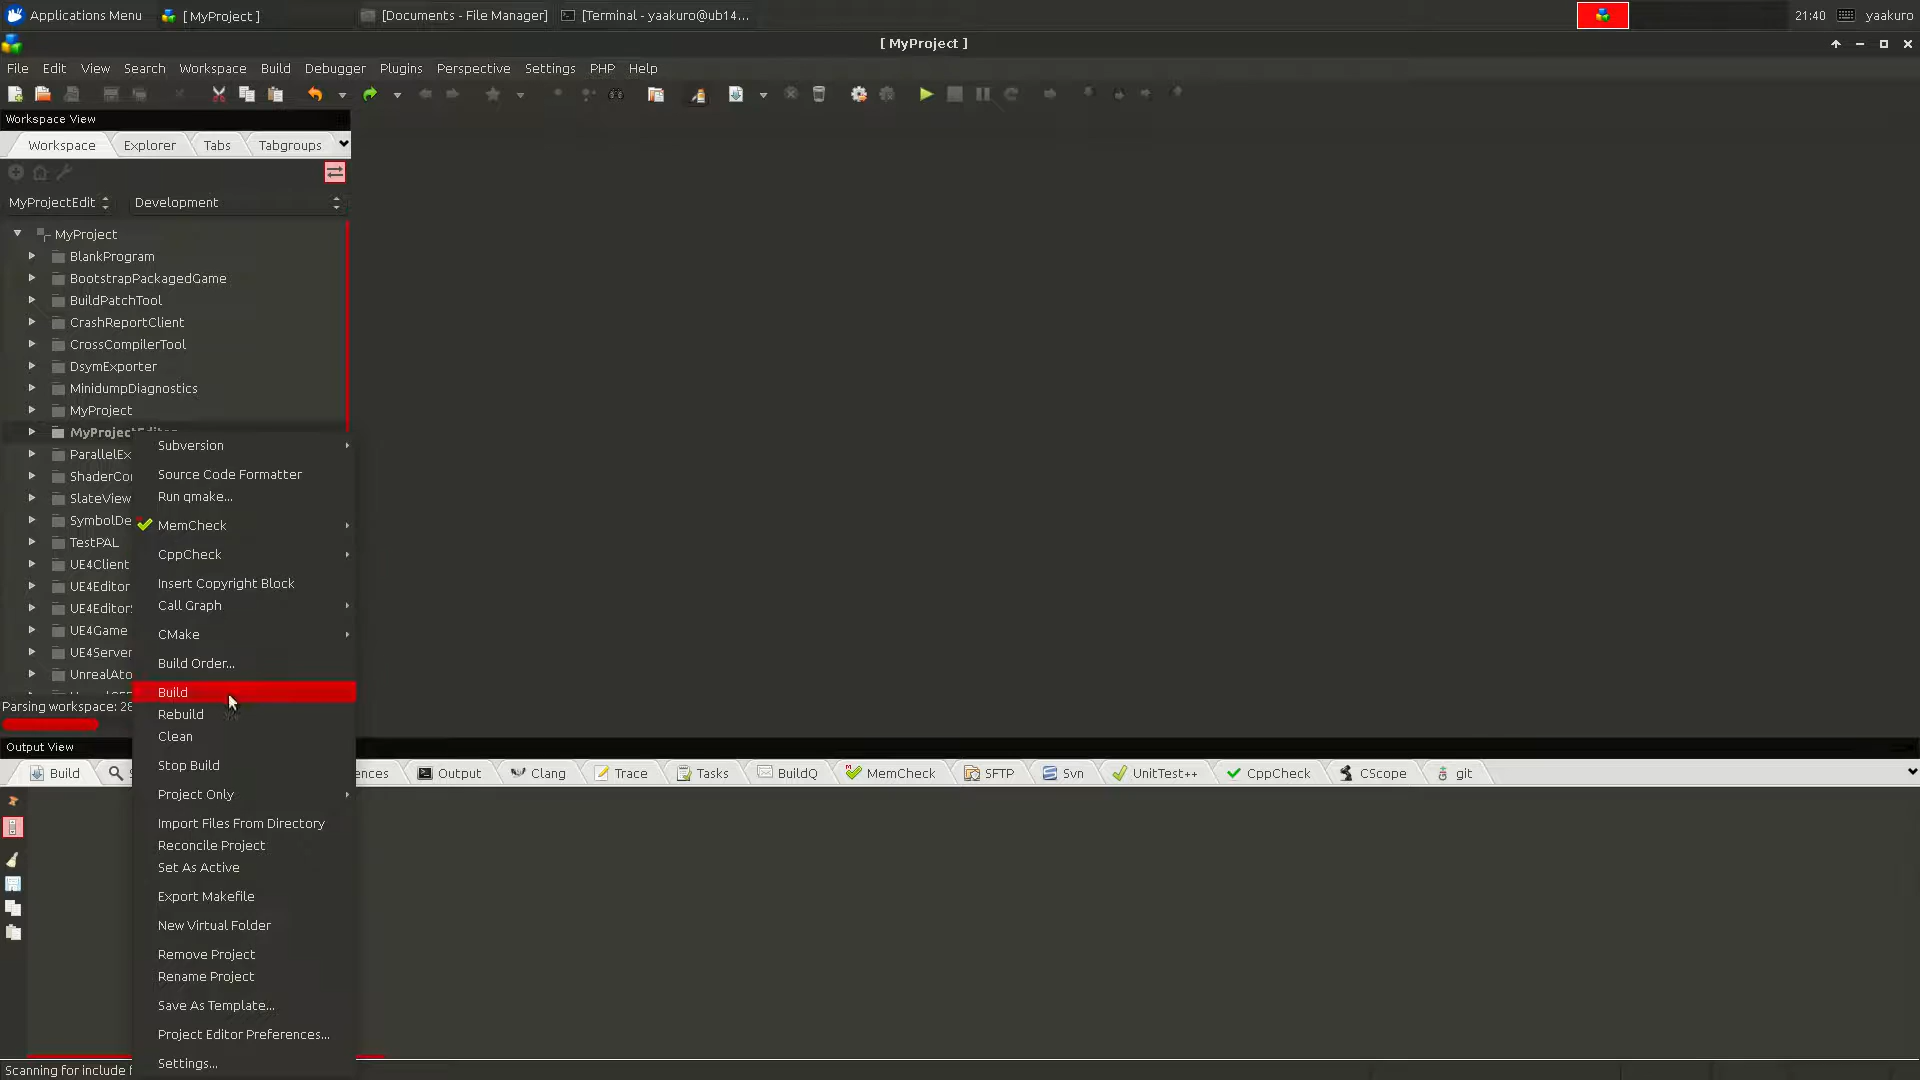 Applications Menu
[ MyProject ]
[Documents - File Manager]
[Terminal - yaakuro@ub14...
21:40
yaakuro
[ MyProject ]
File Edit View Search Workspace Build Debugger Plugins Perspective Settings PHP Help
Workspace View
Workspace Explorer Tabs Tabgroups
MyProjectEdit
Development
MyProject
BlankProgram
BootstrapPackagedGame
BuildPatchTool
CrashReportClient
CrossCompilerTool
DsymExporter
MinidumpDiagnostics
MyProject
MyProjectEditor
ParallelEx
ShaderCo
SlateView
SymbolDe
TestPAL
UE4Client
UE4Editor
UE4Editor
UE4Game
UE4Server
UnrealAto
Parsing workspace: 28
Subversion
Source Code Formatter
Run qmake...
MemCheck
CppCheck
Insert Copyright Block
Call Graph
CMake
Build Order...
Build
Rebuild
Clean
Stop Build
Project Only
Import Files From Directory
Reconcile Project
Set As Active
Export Makefile
New Virtual Folder
Remove Project
Rename Project
Save As Template...
Project Editor Preferences...
Settings...
Output View
Build
ences Output Clang Trace Tasks BuildQ MemCheck SFTP Svn UnitTest++ CppCheck CScope git
Scanning for include f